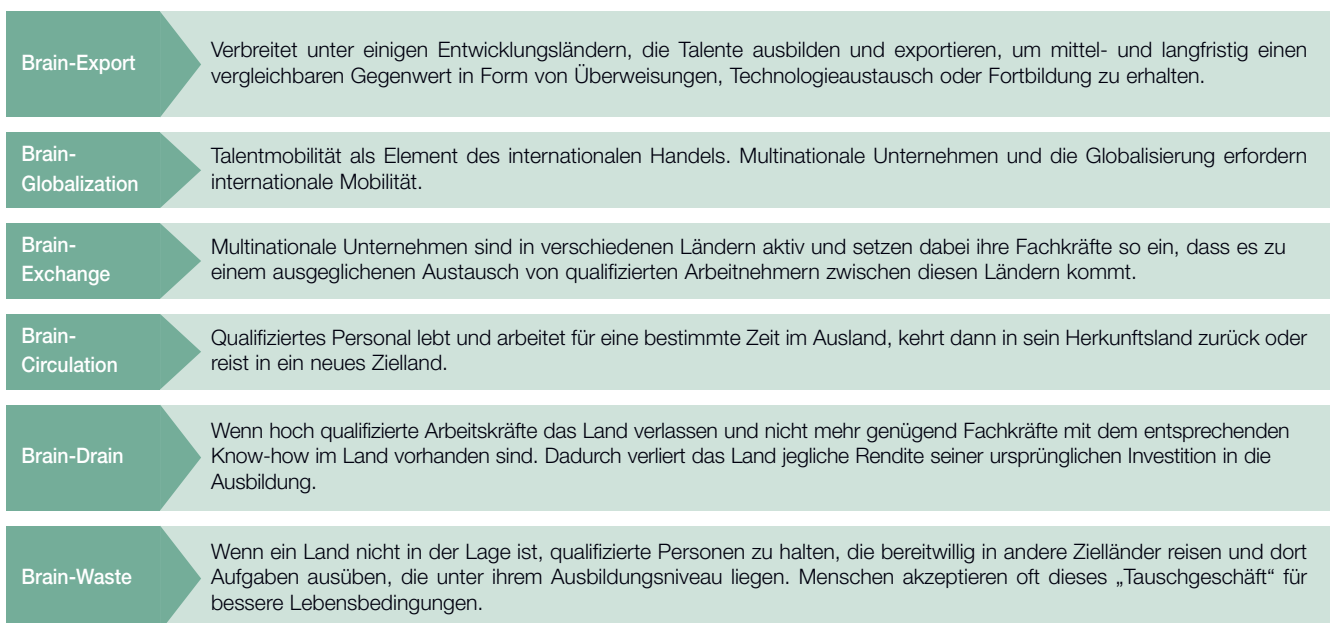 Brain-Export
Verbreitet unter einigen Entwicklungsländern, die Talente ausbilden und exportieren, um mittel- und langfristig einen
vergleichbaren Gegenwert in Form von Überweisungen, Technologieaustausch oder Fortbildung zu erhalten.
Brain-
Globalization
Talentmobilität als Element des internationalen Handels. Multinationale Unternehmen und die Globalisierung erfordern
internationale Mobilität.
Brain-
Exchange
Multinationale Unternehmen sind in verschiedenen Ländern aktiv und setzen dabei ihre Fachkräfte so ein, dass es zu
einem ausgeglichenen Austausch von qualifizierten Arbeitnehmern zwischen diesen Ländern kommt.
Brain-
Circulation
Qualifiziertes Personal lebt und arbeitet für eine bestimmte Zeit im Ausland, kehrt dann in sein Herkunftsland zurück oder
reist in ein neues Zielland.
Brain-Drain
Wenn hoch qualifizierte Arbeitskräfte das Land verlassen und nicht mehr genügend Fachkräfte mit dem entsprechenden
Know-how im Land vorhanden sind. Dadurch verliert das Land jegliche Rendite seiner ursprünglichen Investition in die
Ausbildung.
Brain-Waste
Wenn ein Land nicht in der Lage ist, qualifizierte Personen zu halten, die bereitwillig in andere Zielländer reisen und dort
Aufgaben ausüben, die unter ihrem Ausbildungsniveau liegen. Menschen akzeptieren oft dieses „Tauschgeschäft“ für
bessere Lebensbedingungen.